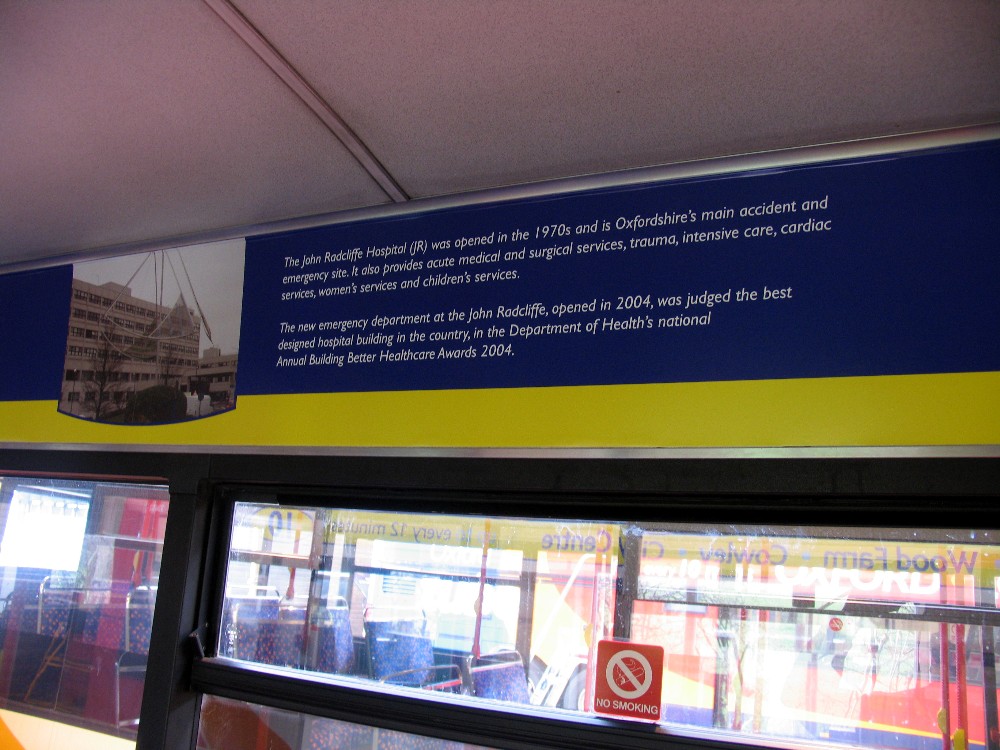 The John Radcliffe Hospital (JR) was opened in the 1970s and is Oxfordshire's main accident and
emergency site. It also provides acute medical and surgical services, trauma, intensive care, cardiac
services, women's services and children's services.
The new emergency department at the John Radcliffe, opened in 2004, was judged the best
designed hospital building in the country, in the Department of Health's national
Annual Building Better Healthcare Awards 2004.
10 every 12 minutes
Wood Farm • Cowley • City Centre
NO SMOKING